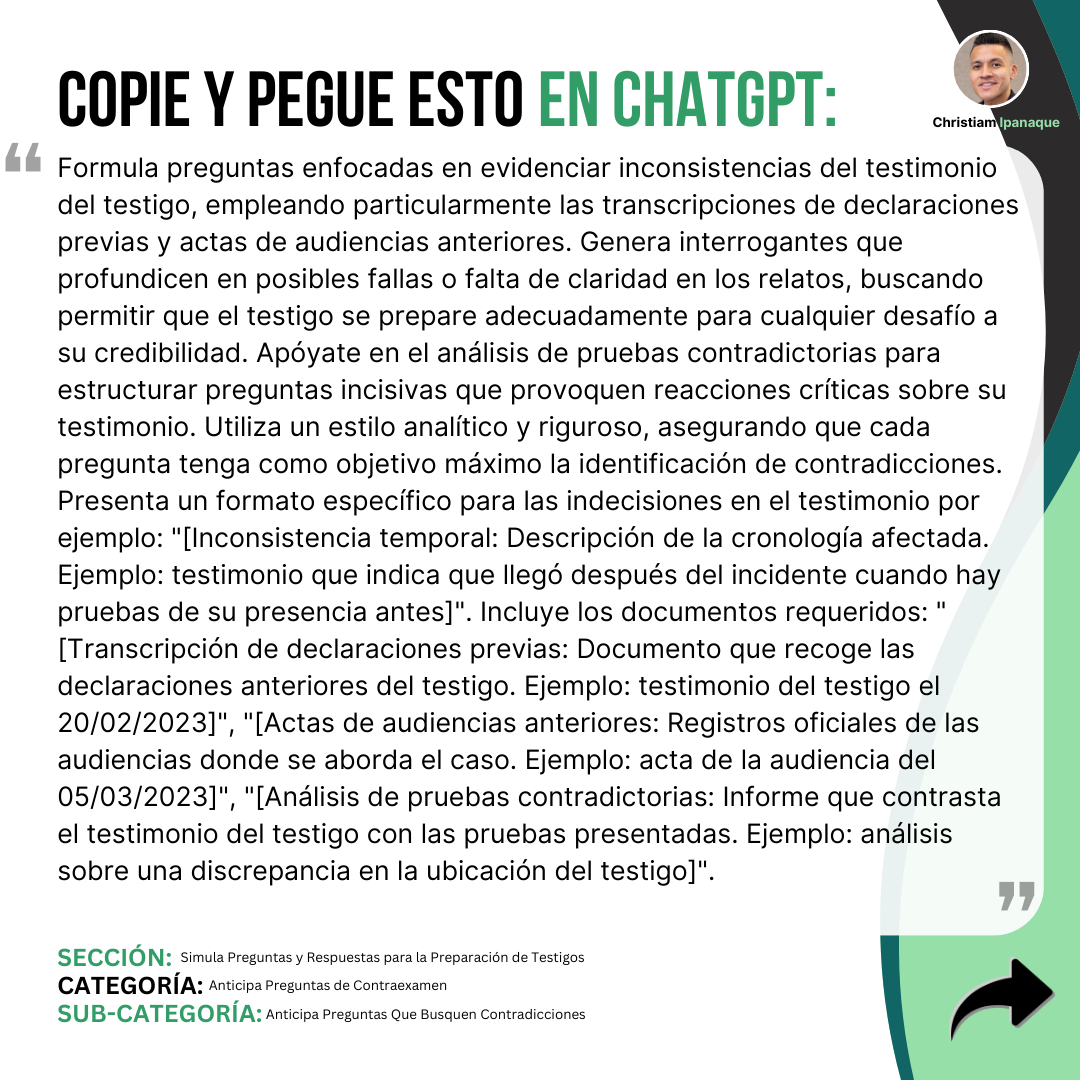 COPIE Y PEGUE ESTO EN CHATGPT:
Christiam Ipanaque
“
Formula preguntas enfocadas en evidenciar inconsistencias del testimonio
del testigo, empleando particularmente las transcripciones de declaraciones
previas y actas de audiencias anteriores. Genera interrogantes que
profundicen en posibles fallas o falta de claridad en los relatos, buscando
permitir que el testigo se prepare adecuadamente para cualquier desafío a
su credibilidad. Apóyate en el análisis de pruebas contradictorias para
estructurar preguntas incisivas que provoquen reacciones críticas sobre su
testimonio. Utiliza un estilo analítico y riguroso, asegurando que cada
pregunta tenga como objetivo máximo la identificación de contradicciones.
Presenta un formato específico para las indecisiones en el testimonio por
ejemplo: "[Inconsistencia temporal: Descripción de la cronología afectada.
Ejemplo: testimonio que indica que llegó después del incidente cuando hay
pruebas de su presencia antes]". Incluye los documentos requeridos: "
[Transcripción de declaraciones previas: Documento que recoge las
declaraciones anteriores del testigo. Ejemplo: testimonio del testigo el
20/02/2023]", "[Actas de audiencias anteriores: Registros oficiales de las
audiencias donde se aborda el caso. Ejemplo: acta de la audiencia del
05/03/2023]", "[Análisis de pruebas contradictorias: Informe que contrasta
el testimonio del testigo con las pruebas presentadas. Ejemplo: análisis
sobre una discrepancia en la ubicación del testigo]".
”
SECCIÓN: Simula Preguntas y Respuestas para la Preparación de Testigos
CATEGORÍA: Anticipa Preguntas de Contraexamen
SUB-CATEGORÍA: Anticipa Preguntas Que Busquen Contradicciones